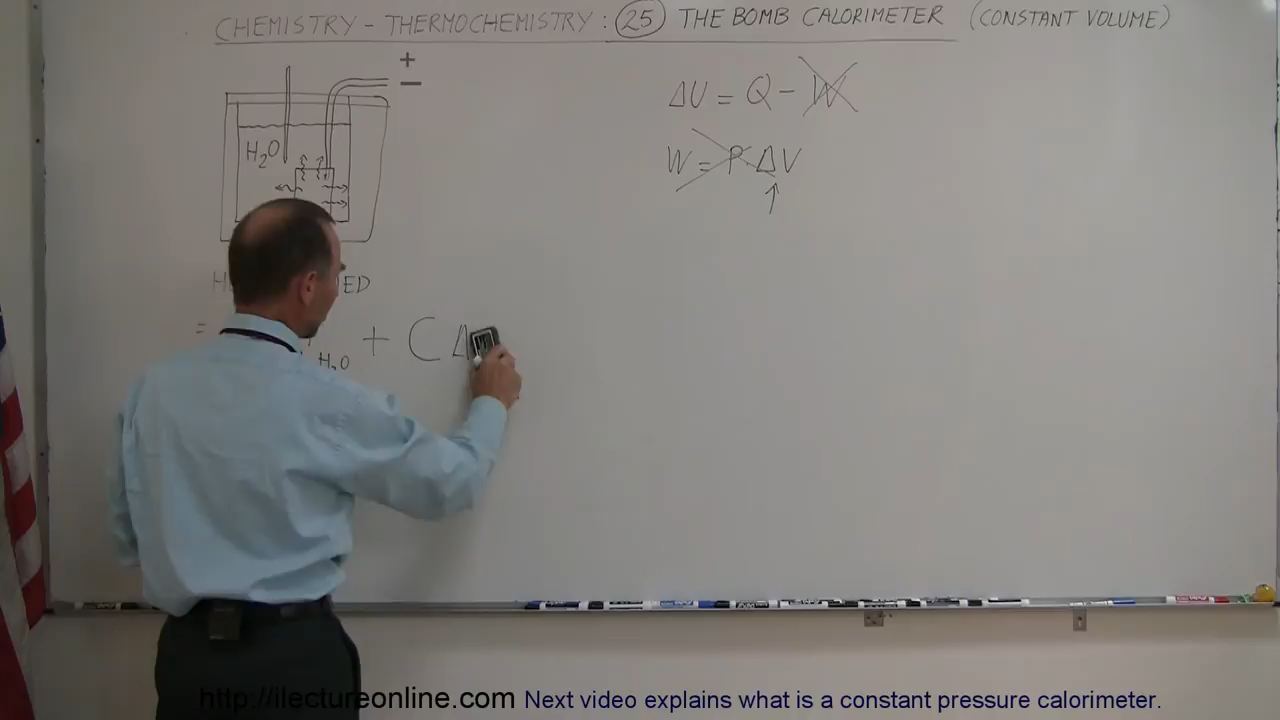 CHEMISTRY - THERMOCHEMISTRY : 25 THE BOMB CALORIMETER (CONSTANT VOLUME)
+
−
H₂O
ΔU = Q - W
W = P ΔV
ED
= H₂O + C Δ
http://ilectureonline.com Next video explains what is a constant pressure calorimeter.